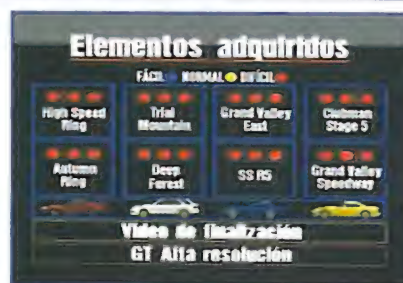 Elementos adquiridos
FÁCIL NORMAL DIFÍCIL
High Speed Ring
Trial Mountain
Grand Valley East
Clubman Stage 5
Autumn Ring
Deep Forest
SS R5
Grand Valley Speedway
Video de finalización
GT Alta resolución